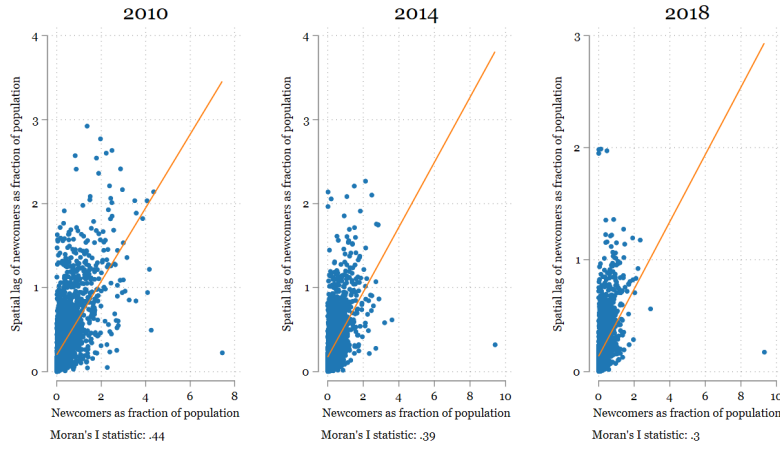 2010
Spatial lag of newcomers as fraction of population
4
3
2
1
0
0 2 4 6 8
Newcomers as fraction of population
Moran's I statistic: .44
2014
Spatial lag of newcomers as fraction of population
4
3
2
1
0
0 2 4 6 8 10
Newcomers as fraction of population
Moran's I statistic: .39
2018
Spatial lag of newcomers as fraction of population
3
2
1
0
0 2 4 6 8 10
Newcomers as fraction of population
Moran's I statistic: .3